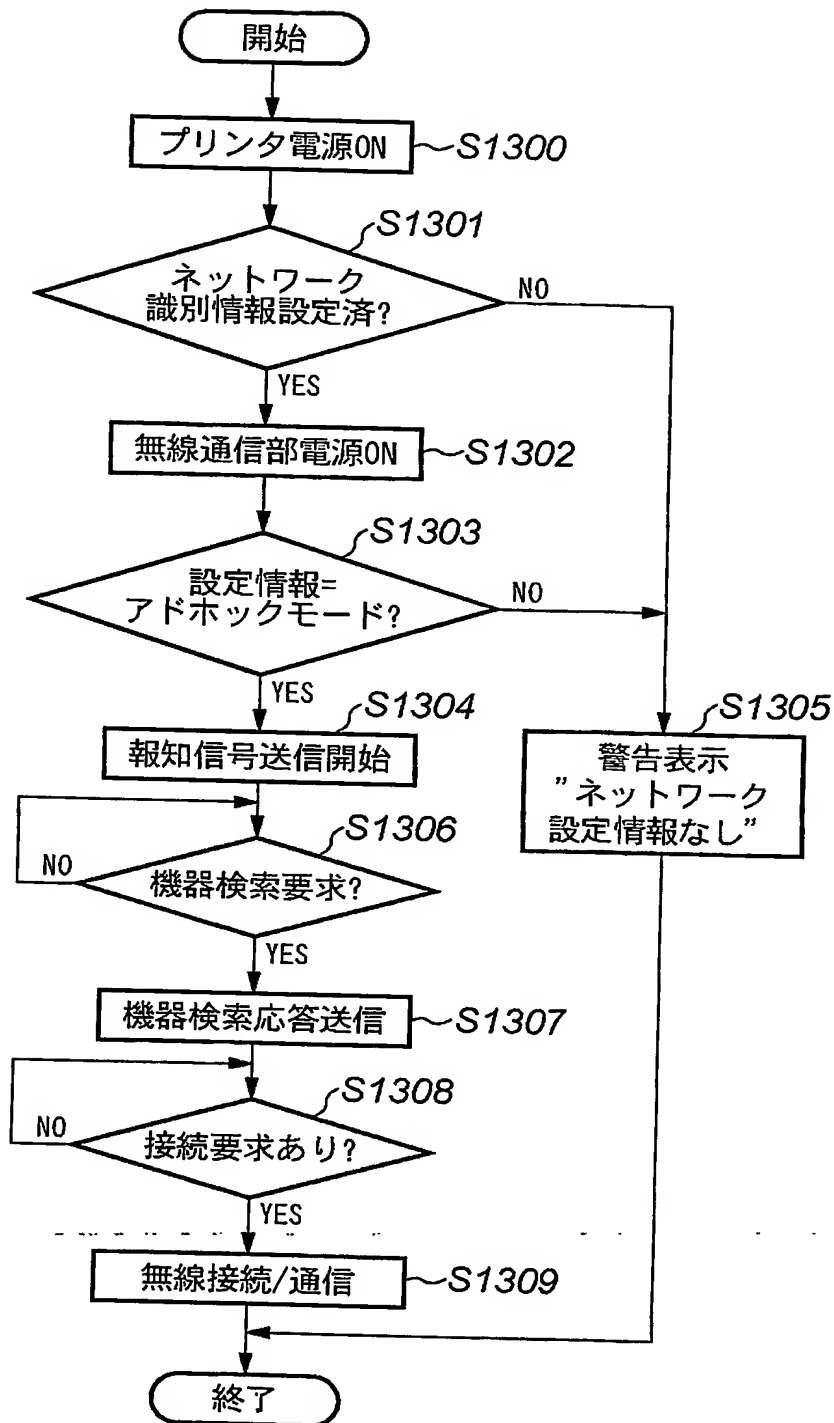 開始
プリンタ電源ON
S1300
S1301
ネットワーク
識別情報設定済?
NO
YES
無線通信部電源ON
S1302
S1303
設定情報=
アドホックモード?
NO
YES
S1304
報知信号送信開始
S1305
警告表示
"ネットワーク
設定情報なし"
S1306
機器検索要求?
NO
YES
機器検索応答送信
S1307
S1308
接続要求あり?
NO
YES
無線接続/通信
S1309
終了